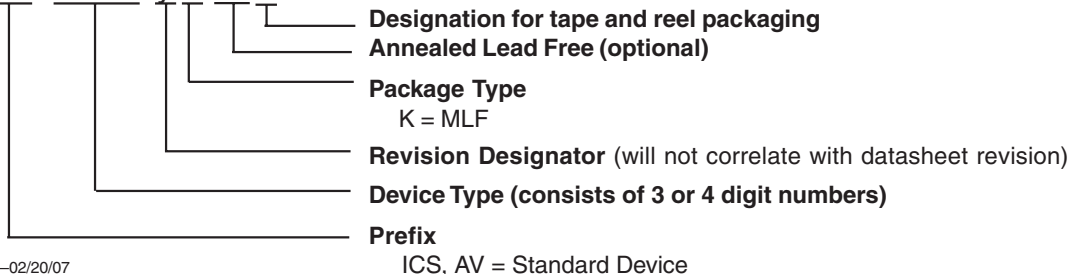 Designation for tape and reel packaging
Annealed Lead Free (optional)
Package Type
K = MLF
Revision Designator (will not correlate with datasheet revision)
Device Type (consists of 3 or 4 digit numbers)
Prefix
–02/20/07
ICS, AV = Standard Device